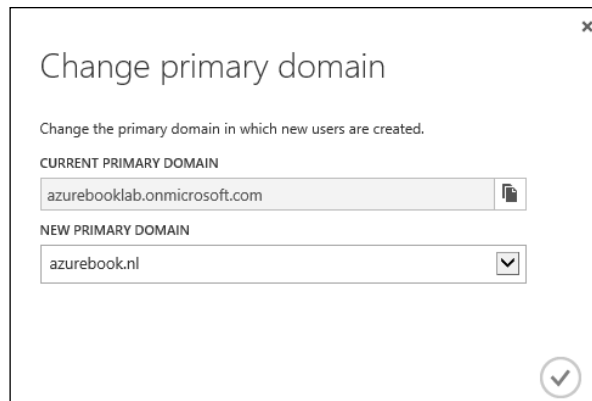 Change primary domain
Change the primary domain in which new users are created.
CURRENT PRIMARY DOMAIN
azurebooklab.onmicrosoft.com
NEW PRIMARY DOMAIN
azurebook.nl